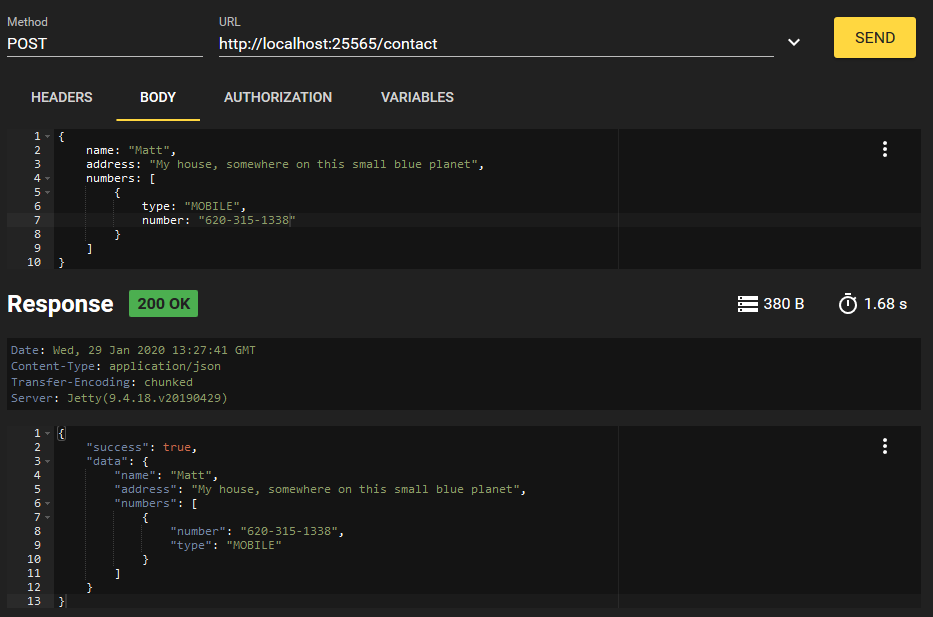 Method
URL
POST
http://localhost:25565/contact
SEND
HEADERS
BODY
AUTHORIZATION
VARIABLES
1 {
2 name: "Matt",
3 address: "My house, somewhere on this small blue planet",
4 numbers: [
5 {
6 type: "MOBILE",
7 number: "620-315-1338"
8 }
9 ]
10 }
Response
200 OK
380 B
1.68 s
Date: Wed, 29 Jan 2020 13:27:41 GMT
Content-Type: application/json
Transfer-Encoding: chunked
Server: Jetty(9.4.18.v20190429)
1 {
2 "success": true,
3 "data": {
4 "name": "Matt",
5 "address": "My house, somewhere on this small blue planet",
6 "numbers": [
7 {
8 "number": "620-315-1338",
9 "type": "MOBILE"
10 }
11 ]
12 }
13 }